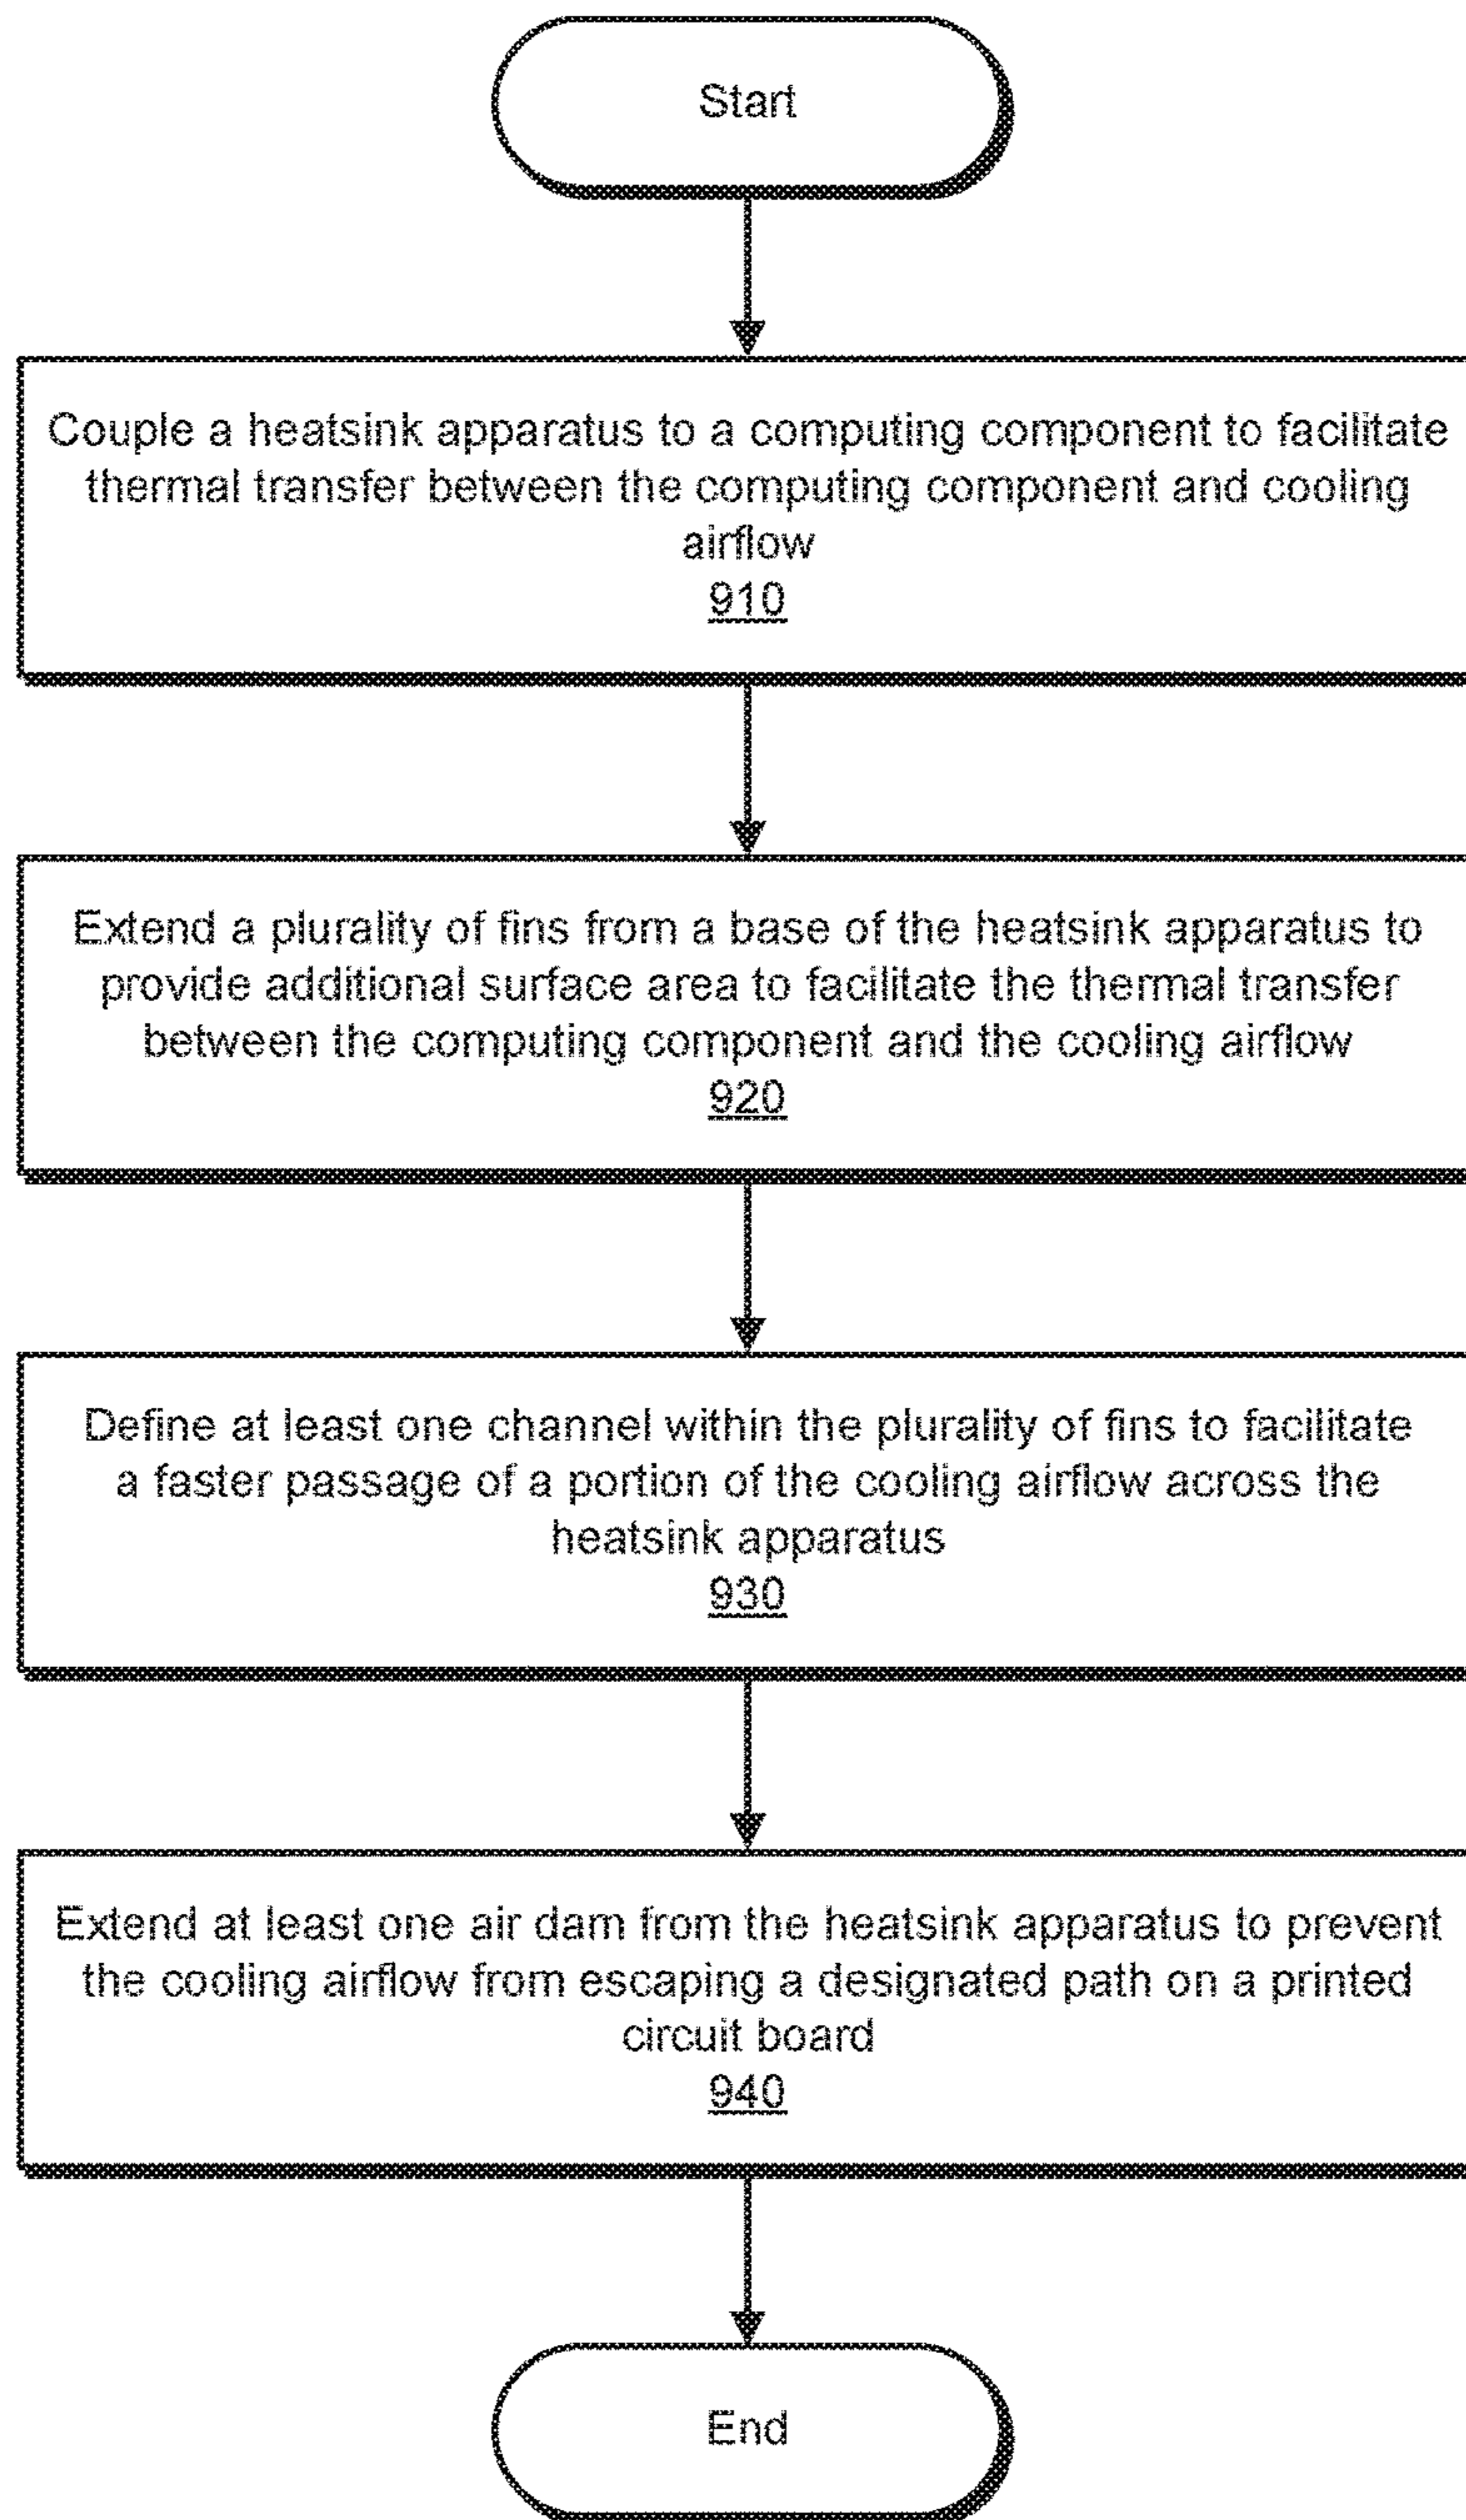 Start
Couple a heatsink apparatus to a computing component to facilitate
thermal transfer between the computing component and cooling
airflow
910
Extend a plurality of fins from a base of the heatsink apparatus to
provide additional surface area to facilitate the thermal transfer
between the computing component and the cooling airflow
920
Define at least one channel within the plurality of fins to facilitate
a faster passage of a portion of the cooling airflow across the
heatsink apparatus
930
Extend at least one air dam from the heatsink apparatus to prevent
the cooling airflow from escaping a designated path on a printed
circuit board
940
End